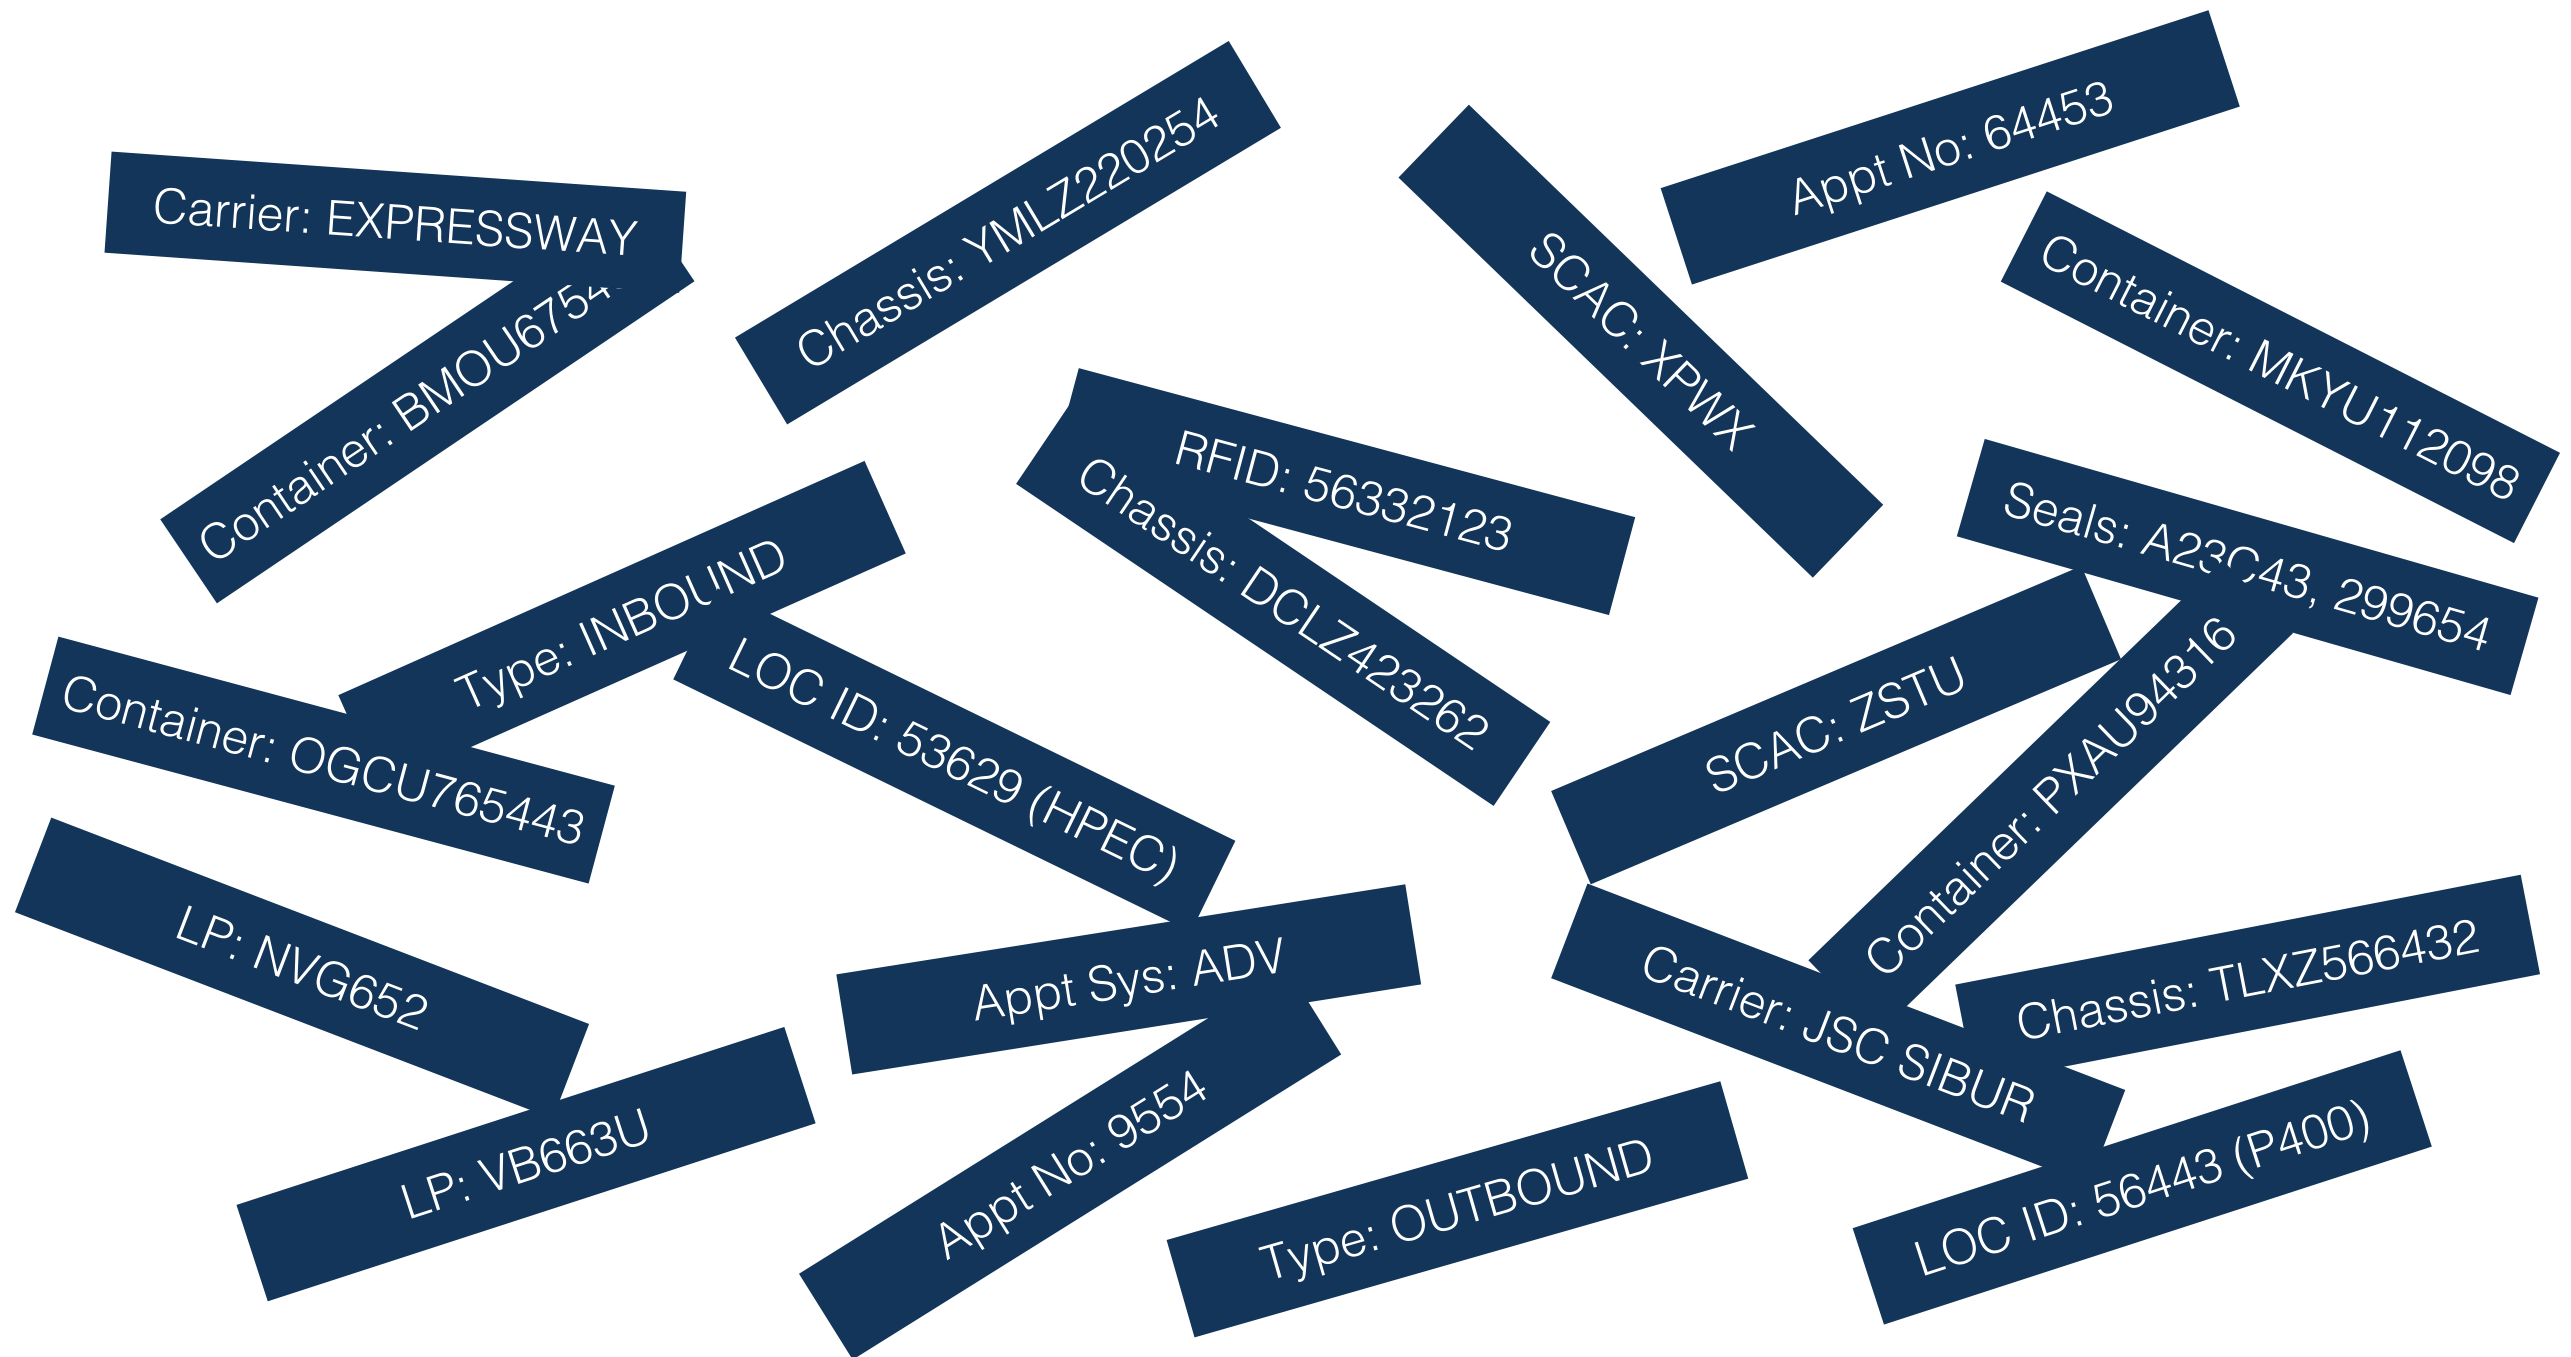 Appt No: 64453
Chassis: YMLZ220254
Carrier: EXPRESSWAY
SCAC: XPWX
Container: MKYU112098
Container:
RFID: 56332123
Chassis: DCLZ423262
Seals: A23C43, 299654
Type: INBOUND
Container: OGCU765443
LOC ID: 53629 (HPEC)
SCAC: ZSTU
Container: PXAU94316
LP: NVG652
Appt Sys: ADV
Carrier: JSC SIBUR
Chassis: TLXZ566432
LP: VB663U
Appt No: 9554
Type: OUTBOUND
LOC ID: 56443 (P400)